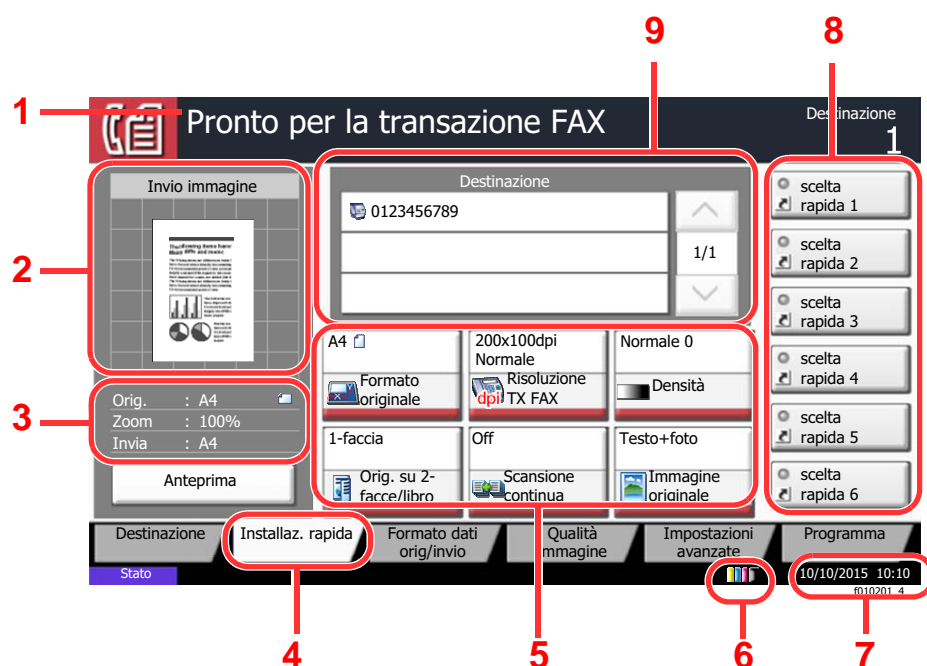 9
8
1
Pronto per la transazione FAX
Destinazione
1
Invio immagine
2
Destinazione
0123456789
1/1
scelta
rapida 1
scelta
rapida 2
scelta
rapida 3
scelta
rapida 4
scelta
rapida 5
scelta
rapida 6
A4
Formato
originale
200x100dpi
Normale
dpi
Risoluzione
TX FAX
Normale 0
Densità
3
Orig. : A4
Zoom : 100%
Invia : A4
Anteprima
1-faccia
Orig. su 2-
facce/libro
Off
Scansione
continua
Testo+foto
Immagine
originale
Destinazione
Installaz. rapida
Formato dati
orig/invio
Qualità
immagine
Impostazioni
avanzate
Programma
Stato
10/10/2015 10:10
f010201_4
4
5
6
7